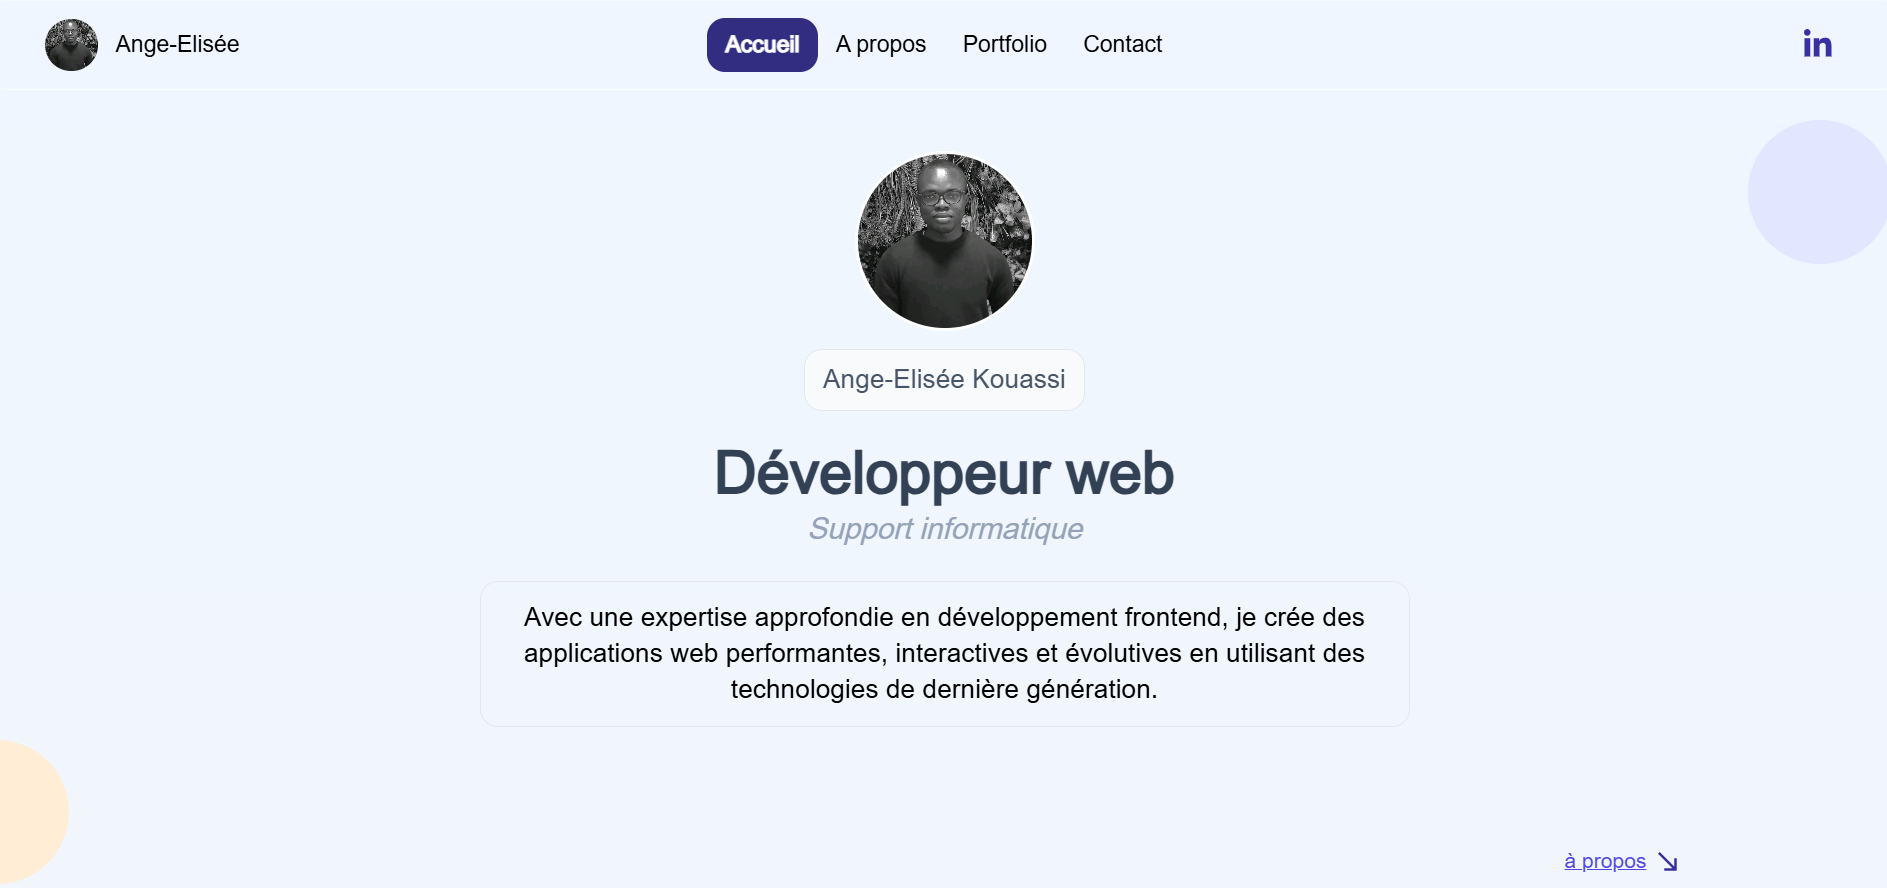 Ange-Elisée
Accueil
A propos
Portfolio
Contact
in
Ange-Elisée Kouassi
Développeur web
Support informatique
Avec une expertise approfondie en développement frontend, je crée des
applications web performantes, interactives et évolutives en utilisant des
technologies de dernière génération.
à propos